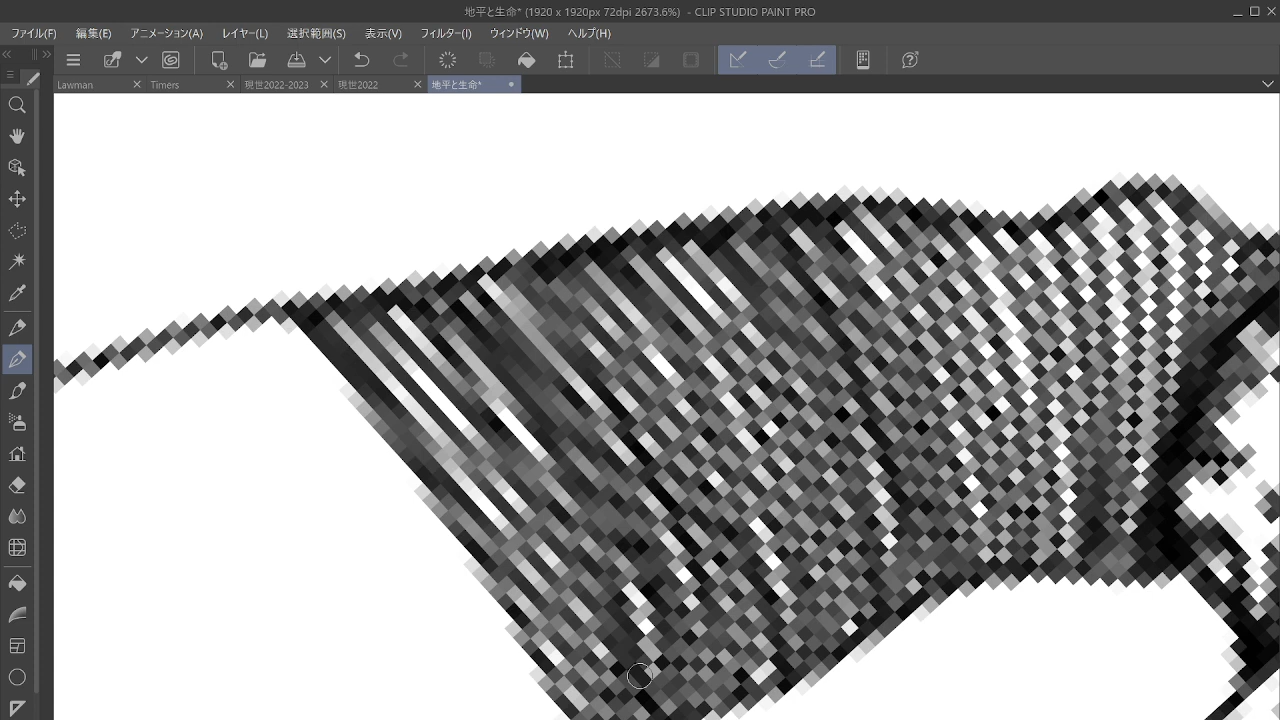 地平と生命* (1920 x 1920px 72dpi 2673.6%) - CLIP STUDIO PAINT PRO
ファイル(F) 編集(E) アニメーション(A) レイヤー(L) 選択範囲(S) 表示(V) フィルター(I) ウィンドウ(W) ヘルプ(H)
Lawman Timers 現世2022-2023 現世2022 地平と生命*